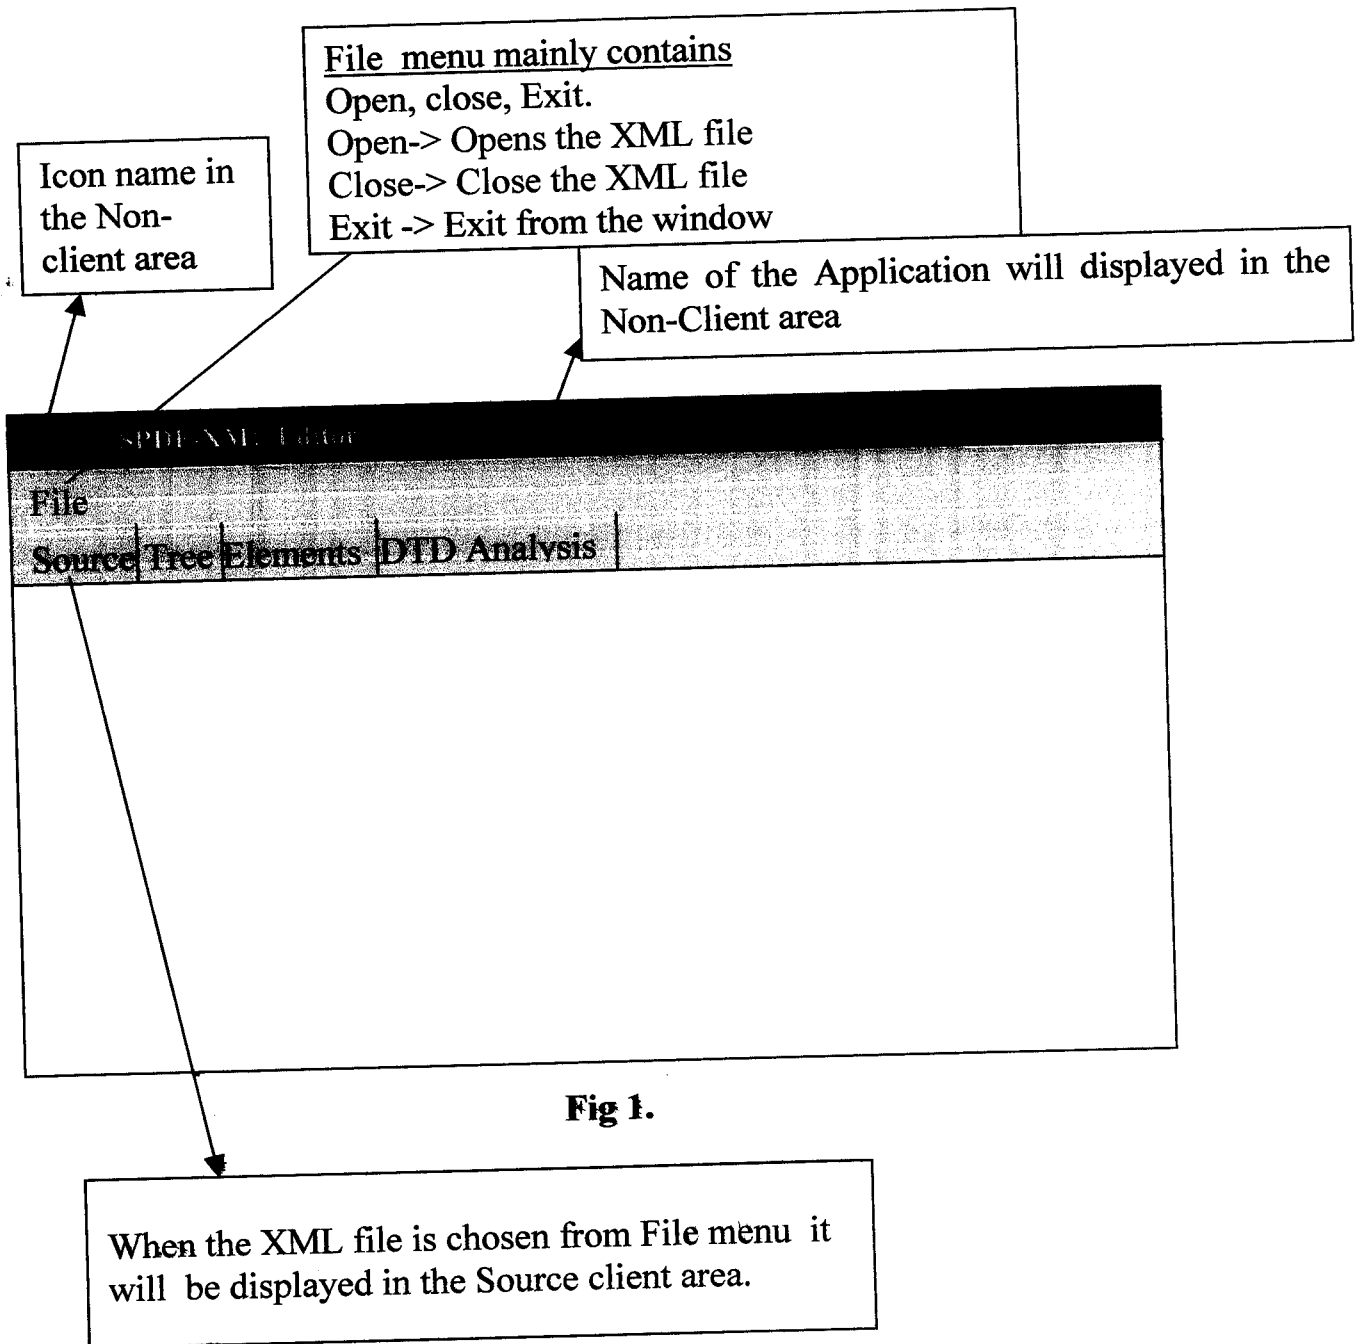 File menu mainly contains
Open, close, Exit.
Open-> Opens the XML file
Close-> Close the XML file
Exit -> Exit from the window
Icon name in
the Non-
client area
Name of the Application will displayed in the
Non-Client area
Editor
File
Source Tree Elements DTD Analysis
Fig 1.
When the XML file is chosen from File menu it
will be displayed in the Source client area.